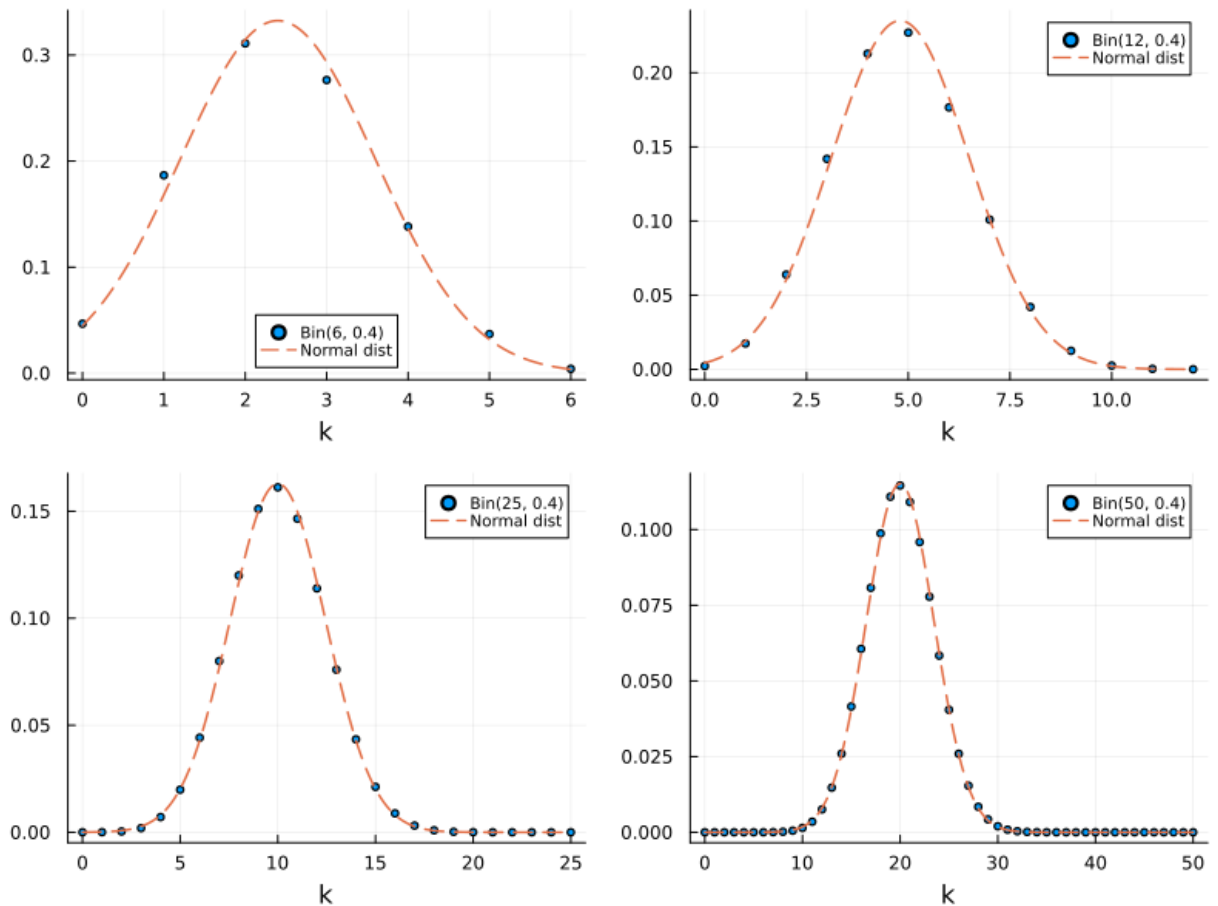 0.3
0.2
0.1
0.0
Bin(6, 0.4)
Normal dist
0 1 2 3 4 5 6
k
0.20
0.15
0.10
0.05
0.00
Bin(12, 0.4)
Normal dist
0.0 2.5 5.0 7.5 10.0
k
0.15
0.10
0.05
0.00
Bin(25, 0.4)
Normal dist
0 5 10 15 20 25
k
0.100
0.075
0.050
0.025
0.000
Bin(50, 0.4)
Normal dist
0 10 20 30 40 50
k